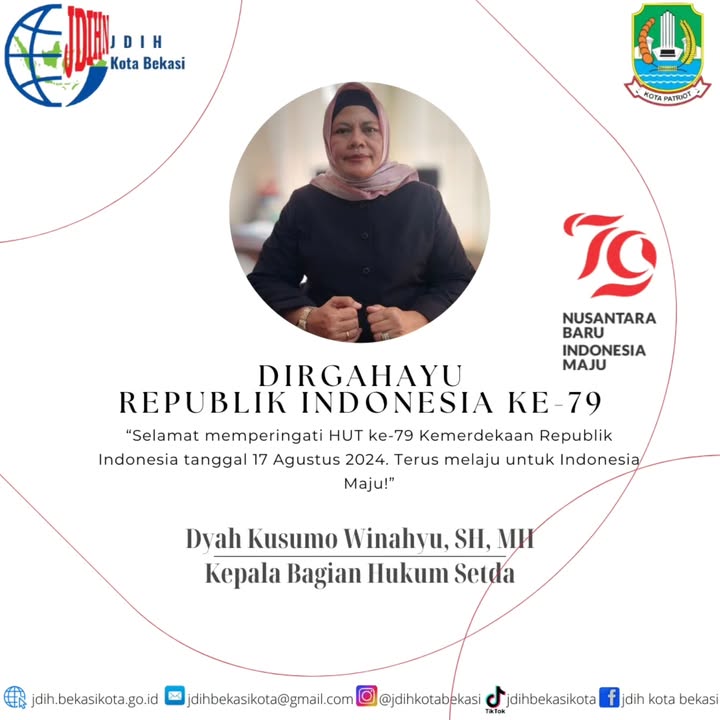 JDIHN
J D I H
Kota Bekasi
KOTA PATRIOT
79
NUSANTARA
BARU
INDONESIA
MAJU
DIRGAHAYU
REPUBLIK INDONESIA KE-79
“Selamat memperingati HUT ke-79 Kemerdekaan Republik
Indonesia tanggal 17 Agustus 2024. Terus melaju untuk Indonesia
Maju!”
Dyah Kusumo Winahyu, SH, MH
Kepala Bagian Hukum Setda
jdih.bekasikota.go.id jdihbekasikota@gmail.com @jdihkotabekasi TikTok jdihbekasikota jdih kota bekasi